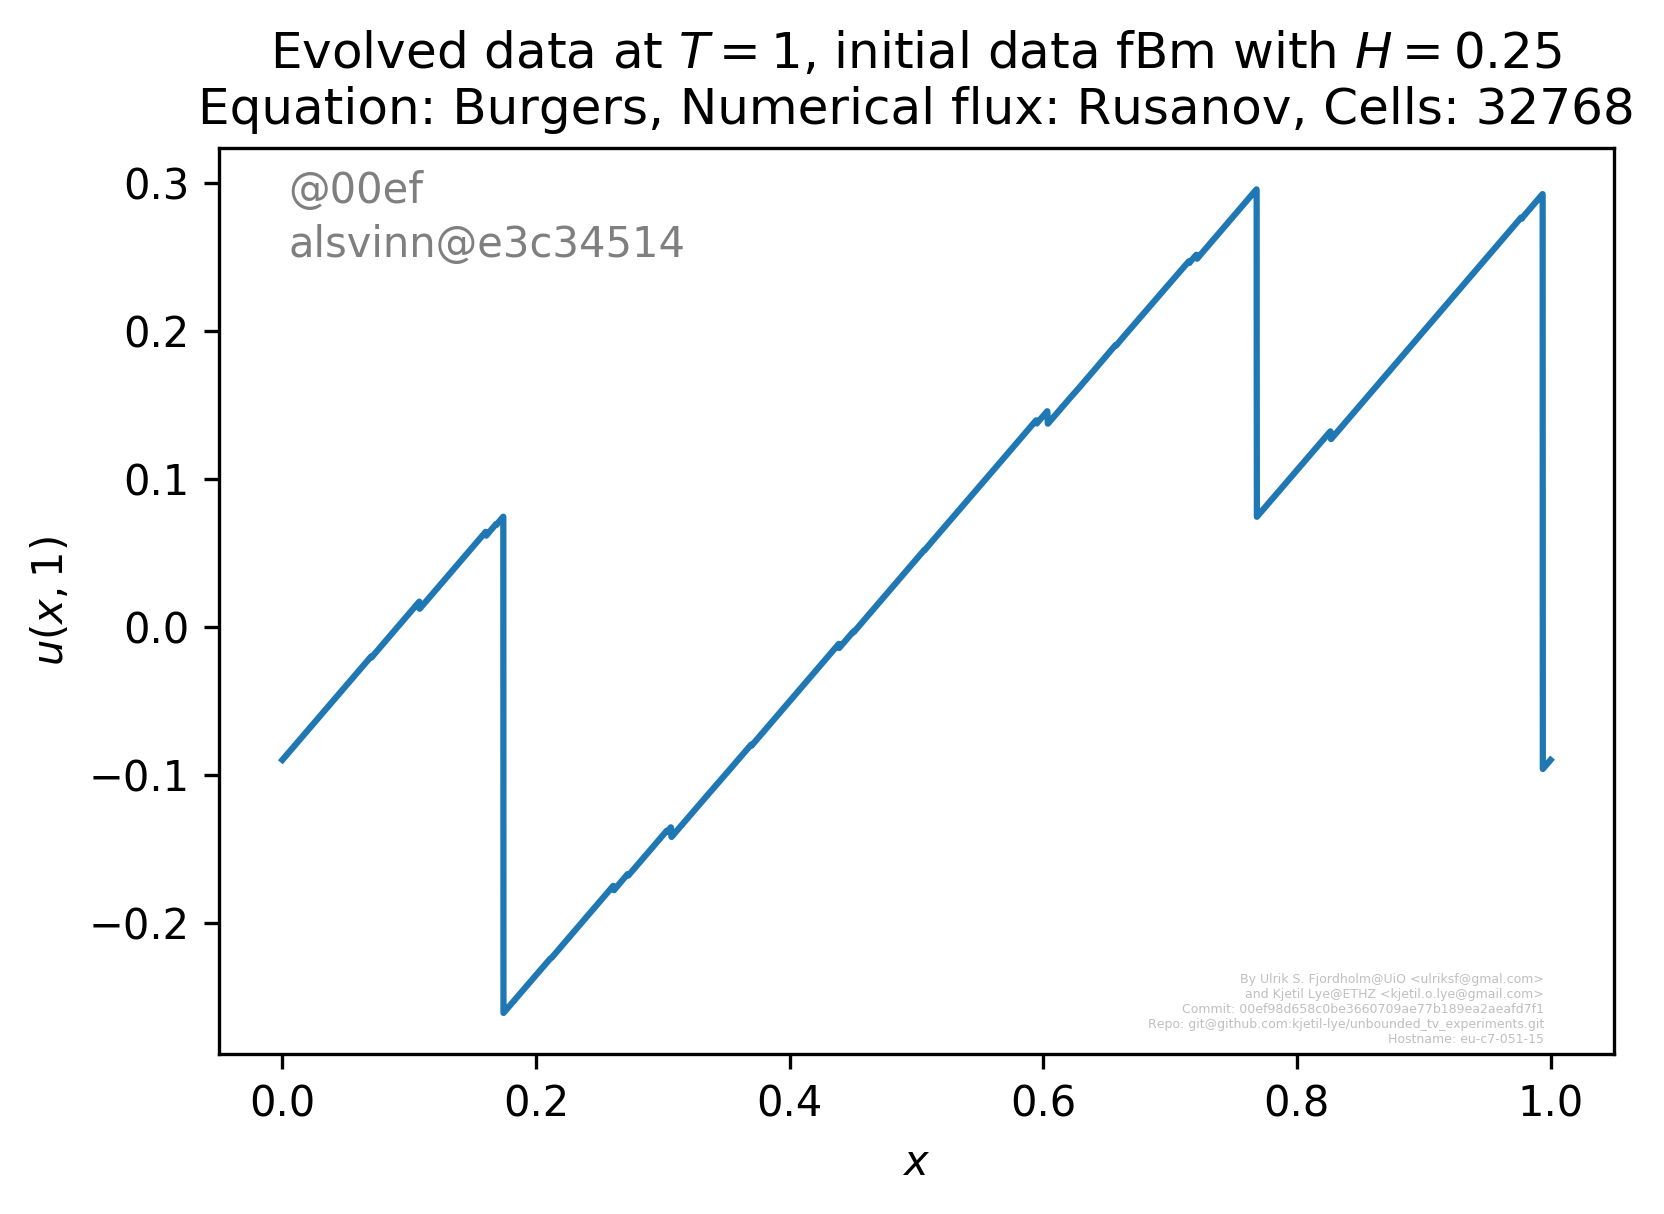 Evolved data at T = 1, initial data fBm with H = 0.25
Equation: Burgers, Numerical flux: Rusanov, Cells: 32768
@00ef
alsvinn@e3c34514
0.3
0.2
0.1
0.0
−0.1
−0.2
u(x, 1)
By Ulrik S. Fjordholm@UiO <ulriksf@gmal.com>
and Kjetil Lye@ETHZ <kjetil.o.lye@gmail.com>
Commit: 00ef98d658c0be3660709ae77b189ea2aeafd7f1
Repo: git@github.com:kjetil-lye/unbounded_tv_experiments.git
Hostname: eu-c7-051-15
0.0 0.2 0.4 0.6 0.8 1.0
x